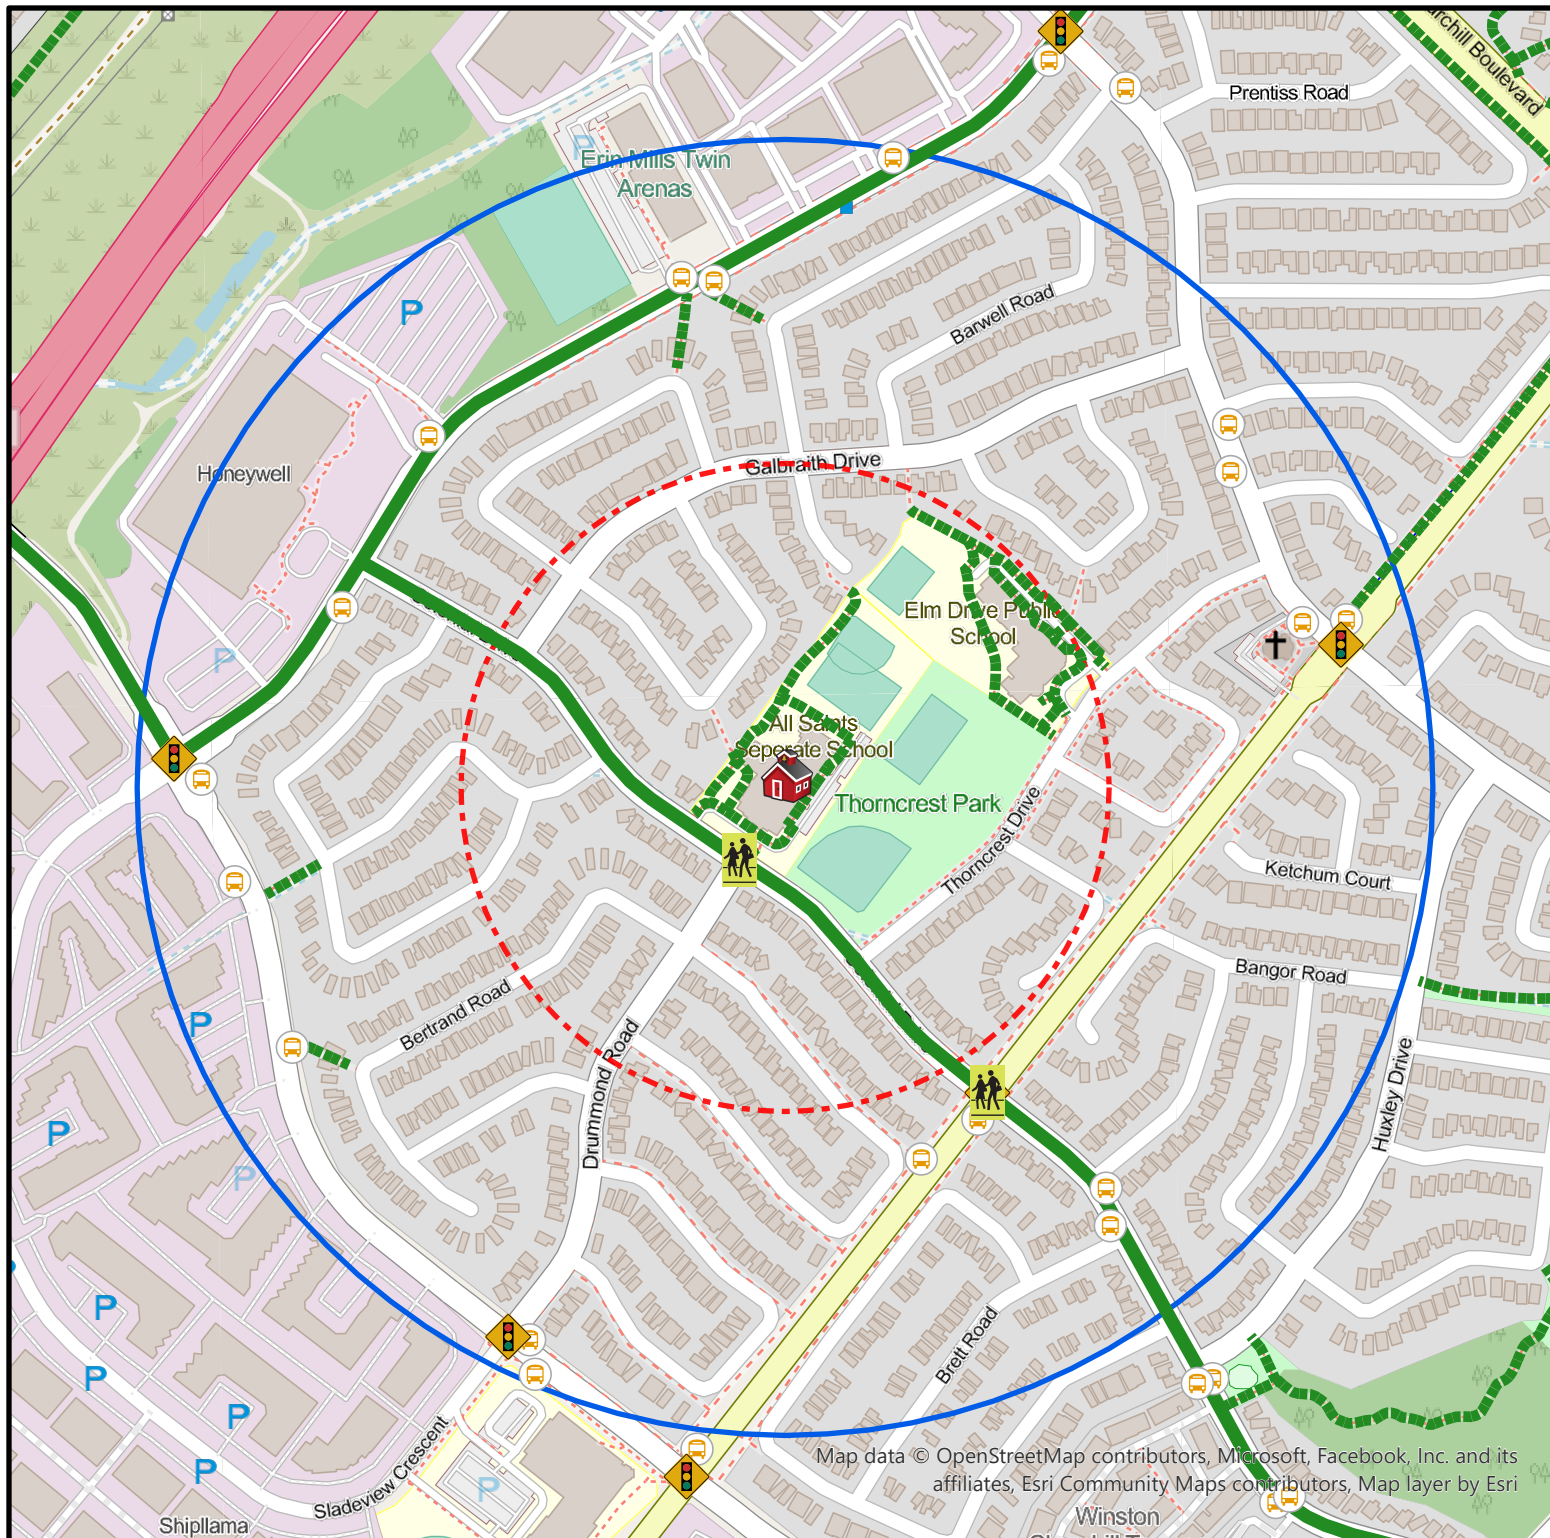 Churchill Boulevard
Prentiss Road
Erin Mills Twin
Arenas
P
P
Barwell Road
Honeywell
Galbraith Drive
Elm Drive Public
School
P
All Saints
Seperate School
Thorncrest Park
Thorncrest Drive
Ketchum Court
Bangor Road
Bertrand Road
P
Drummond Road
Huxley Drive
P
P
P
P
Brett Road
P
P
P
Sladeview Crescent
P
Shipllama
Map data © OpenStreetMap contributors, Microsoft, Facebook, Inc. and its
affiliates, Esri Community Maps contributors, Map layer by Esri
Winston